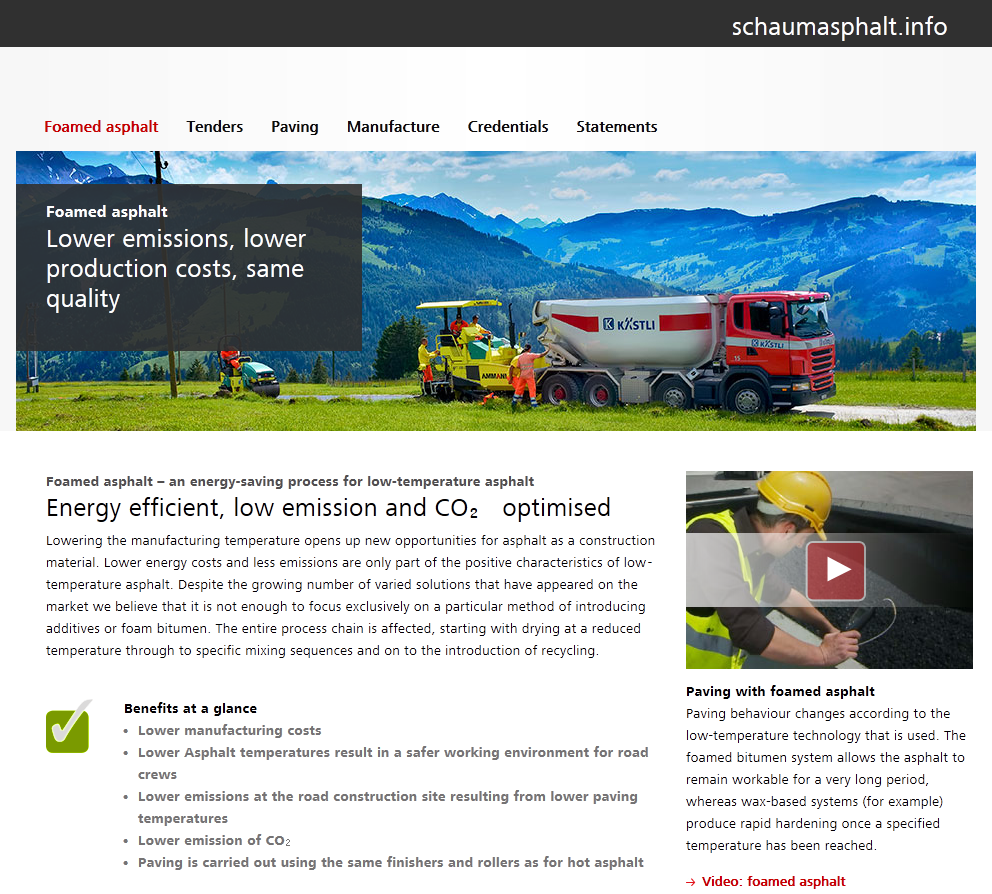 schaumasphalt.info
Foamed asphalt Tenders Paving Manufacture Credentials Statements
Foamed asphalt
Lower emissions, lower
production costs, same
quality
KÄSTLI
KÄSTLI
15
AMMANN
Foamed asphalt – an energy-saving process for low-temperature asphalt
Energy efficient, low emission and CO₂ optimised
Lowering the manufacturing temperature opens up new opportunities for asphalt as a construction
material. Lower energy costs and less emissions are only part of the positive characteristics of low-
temperature asphalt. Despite the growing number of varied solutions that have appeared on the
market we believe that it is not enough to focus exclusively on a particular method of introducing
additives or foam bitumen. The entire process chain is affected, starting with drying at a reduced
temperature through to specific mixing sequences and on to the introduction of recycling.
Benefits at a glance
• Lower manufacturing costs
• Lower Asphalt temperatures result in a safer working environment for road
crews
• Lower emissions at the road construction site resulting from lower paving
temperatures
• Lower emission of CO₂
• Paving is carried out using the same finishers and rollers as for hot asphalt
Paving with foamed asphalt
Paving behaviour changes according to the
low-temperature technology that is used. The
foamed bitumen system allows the asphalt to
remain workable for a very long period,
whereas wax-based systems (for example)
produce rapid hardening once a specified
temperature has been reached.
→ Video: foamed asphalt